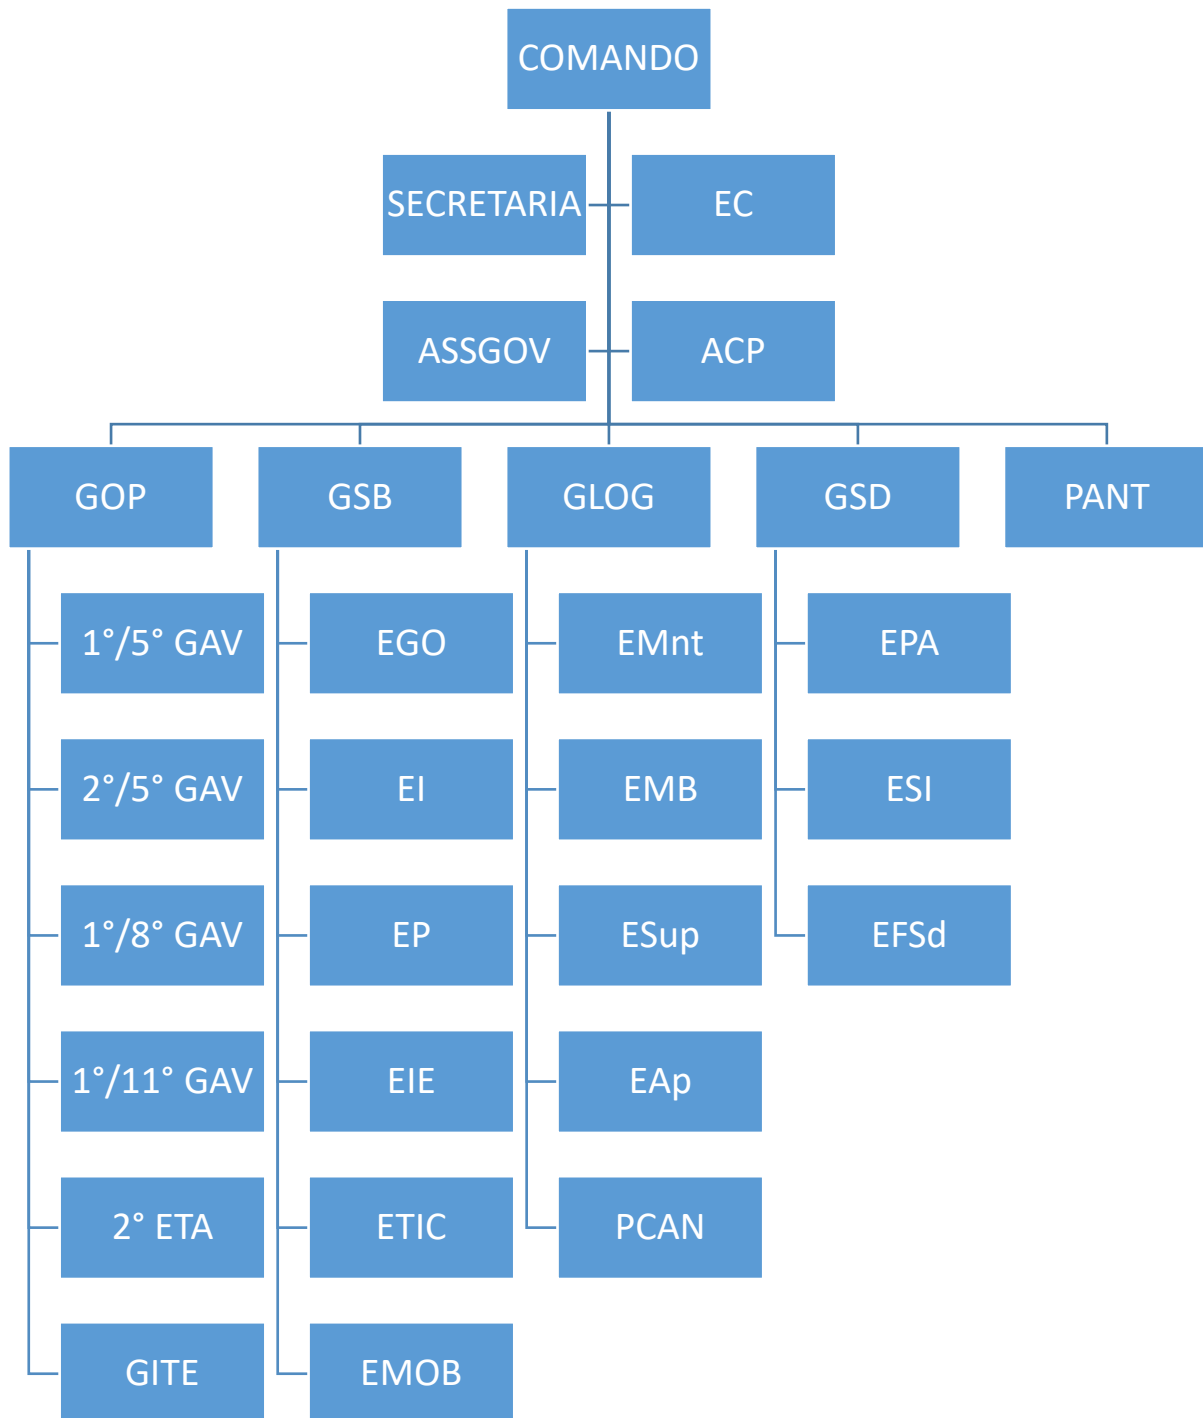 COMANDO
SECRETARIA
EC
ASSGOV
ACP
GOP
GSB
GLOG
GSD
PANT
1°/5° GAV
EGO
EMnt
EPA
2°/5° GAV
EI
EMB
ESI
1°/8° GAV
EP
ESup
EFSd
1°/11° GAV
EIE
EAp
2° ETA
ETIC
PCAN
GITE
EMOB